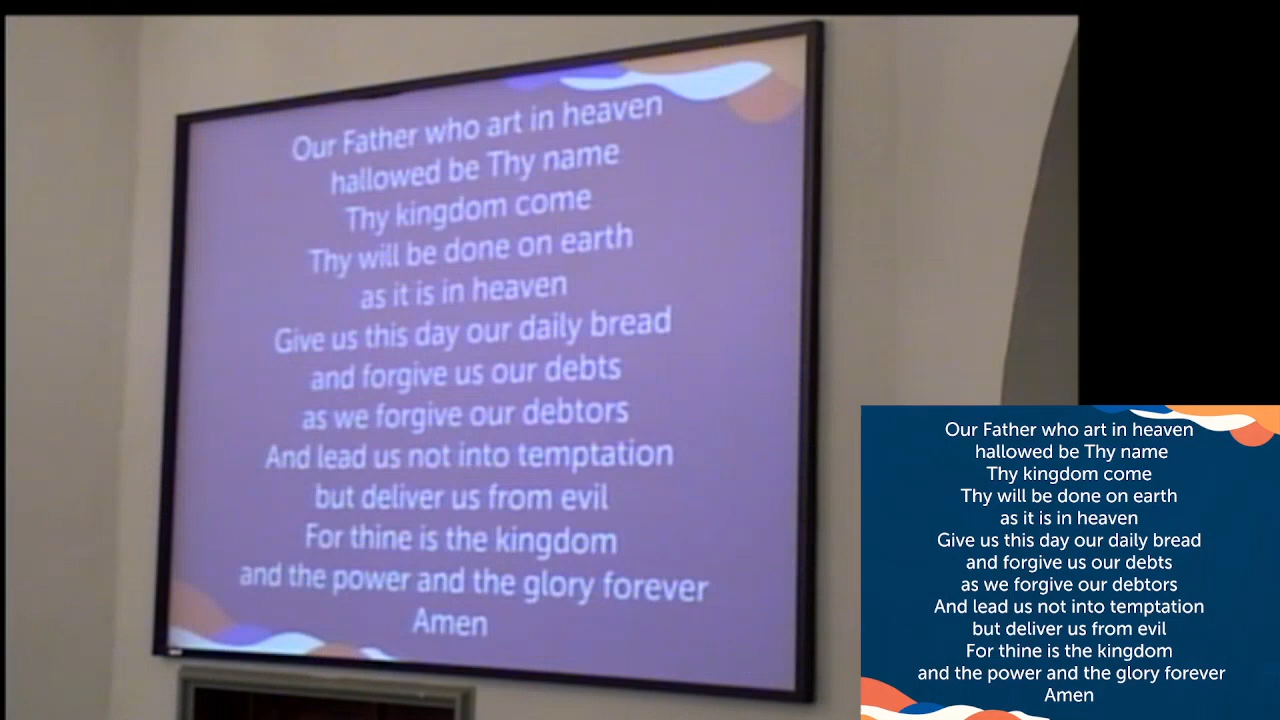 Our Father who art in heaven
hallowed be Thy name
Thy kingdom come
Thy will be done on earth
as it is in heaven
Give us this day our daily bread
and forgive us our debts
as we forgive our debtors
And lead us not into temptation
but deliver us from evil
For thine is the kingdom
and the power and the glory forever
Amen
Our Father who art in heaven
hallowed be Thy name
Thy kingdom come
Thy will be done on earth
as it is in heaven
Give us this day our daily bread
and forgive us our debts
as we forgive our debtors
And lead us not into temptation
but deliver us from evil
For thine is the kingdom
and the power and the glory forever
Amen